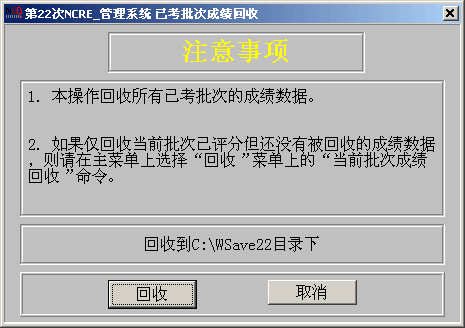 第22次NCRE_管理系统 已考批次成绩回收
注意事项
1. 本操作回收所有已考批次的成绩数据。
2. 如果仅回收当前批次已评分但还没有被回收的成绩数据
，则请在主菜单上选择“回收 ”菜单上的“当前批次成绩
回收 ”命令。
回收到C:\WSave22目录下
回收
取消